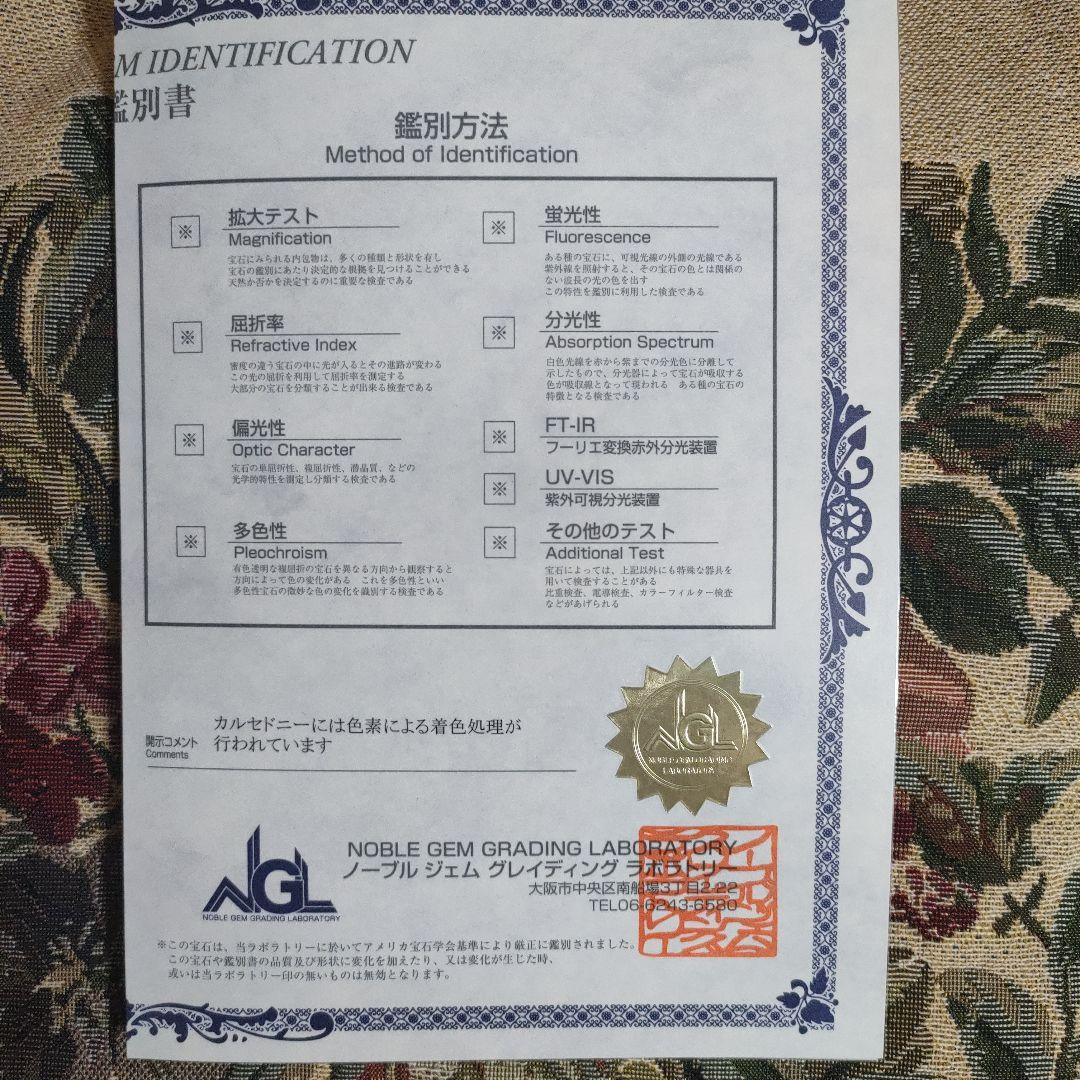 M IDENTIFICATION
鑑別書
鑑別方法
Method of Identification
※
拡大テスト
Magnification
宝石にみられる内包物は、多くの種類と形状を有し
宝石の鑑別にあたり決定的な根拠を見つけることができる
天然か否かを決定するのに重要な検査である
※
屈折率
Refractive Index
密度の違う宝石の中に光が入るとその進路が変わる
この光の屈折を利用して屈折率を測定する
大部分の宝石を分類することが出来る検査である
※
偏光性
Optic Character
宝石の単屈折性、複屈折性、潜晶質、などの
光学的特性を測定し分類する検査である
※
多色性
Pleochroism
有色透明な複屈折の宝石を異なる方向から観察すると
方向によって色の変化がある これを多色性といい
多色性宝石の微妙な色の変化を識別する検査である
※
蛍光性
Fluorescence
ある種の宝石に、可視光線の外側の光線である
紫外線を照射すると、その宝石の色とは関係の
ない波長の光の色を出す
この特性を鑑別に利用した検査である
※
分光性
Absorption Spectrum
白色光線を赤から紫までの分光色に分離して
示したもので、分光器によって宝石が吸収する
色が吸収線となって現われる ある種の宝石の
特徴となる検査である
※
FT-IR
フーリエ変換赤外分光装置
※
UV-VIS
紫外可視分光装置
※
その他のテスト
Additional Test
宝石によっては、上記以外にも特殊な器具を
用いて検査することがある
比重検査、電導検査、カラーフィルター検査
などがあげられる
開示コメント
Comments
カルセドニーには色素による着色処理が
行われています
NGL
NOBLE GEM GRADING
LABORATORY
NGL
NOBLE GEM GRADING LABORATORY
NOBLE GEM GRADING LABORATORY
ノーブル ジェム グレイディング ラボラトリー
大阪市中央区南船場3丁目2-22
TEL06-6243-6580
※この宝石は、当ラボラトリーに於いてアメリカ宝石学会基準により厳正に鑑別されました。
この宝石や鑑別書の品質及び形状に変化を加えたり、又は変化が生じた時、
或いは当ラボラトリー印の無いものは無効となります。